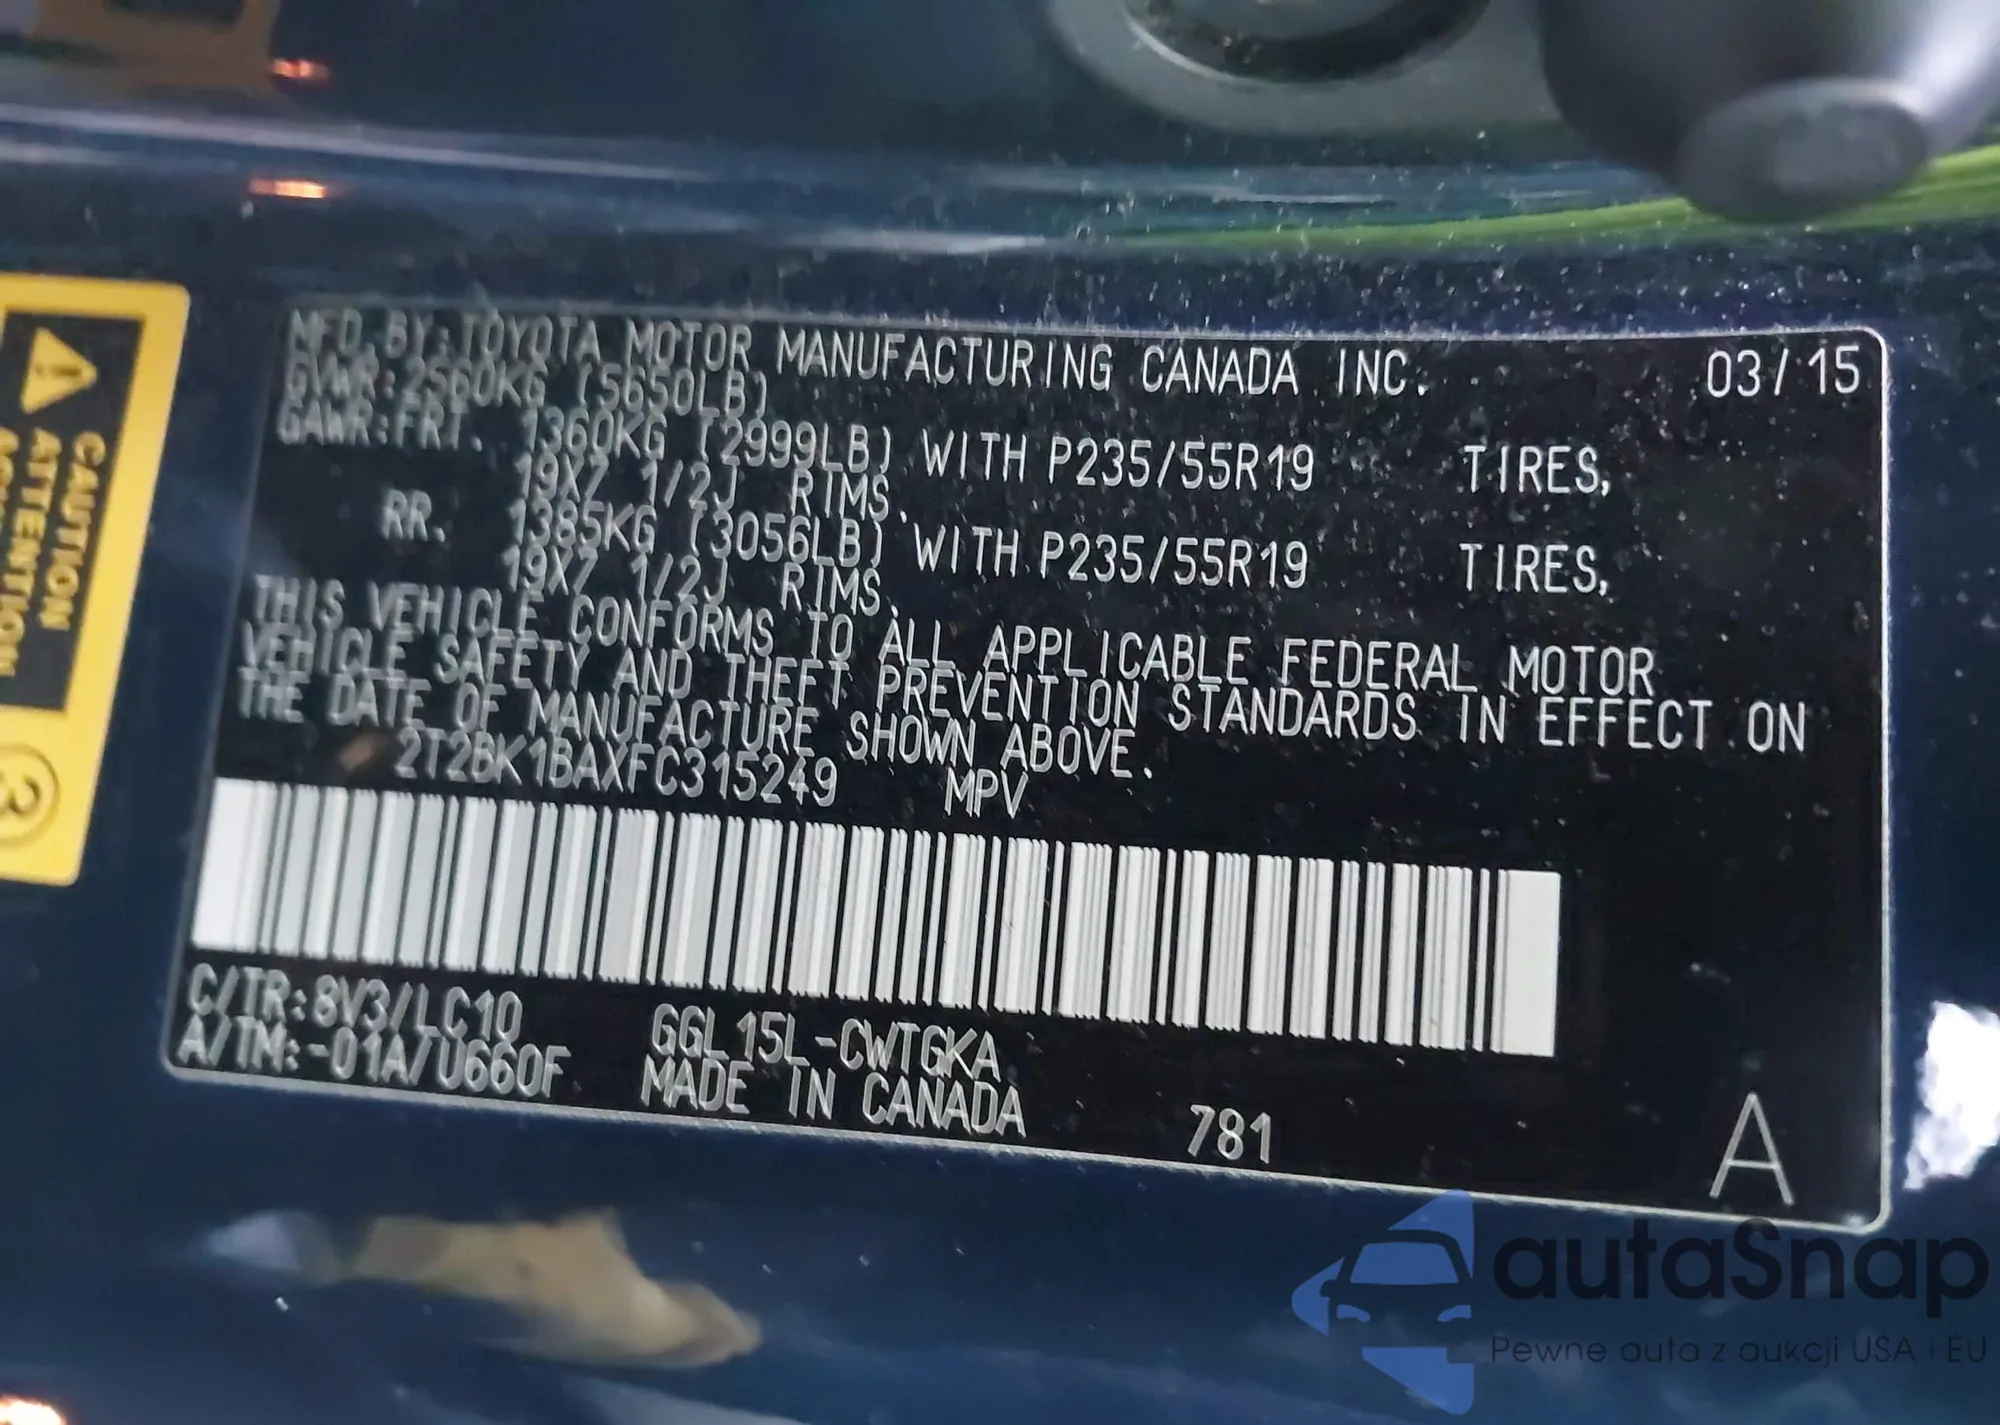 MFD.BY:TOYOTA MOTOR MANUFACTURING CANADA INC. 03/15
GVWR:2560KG (5650LB)
GAWR:FRT. 1360KG (2999LB) WITH P235/55R19 TIRES,
19X7 1/2J RIMS.
RR. 1385KG (3056LB) WITH P235/55R19 TIRES,
19X7 1/2J RIMS.
THIS VEHICLE CONFORMS TO ALL APPLICABLE FEDERAL MOTOR
VEHICLE SAFETY AND THEFT PREVENTION STANDARDS IN EFFECT ON
THE DATE OF MANUFACTURE SHOWN ABOVE.
2T2BK1BAXFC315249 MPV
C/TR:8V3/LC10 GGL15L-CWTGKA
A/TM:-01A/U660F MADE IN CANADA 781 A
CAUTION
ATTENTION
3
autaSnap
Pewne auta z aukcji USA i EU